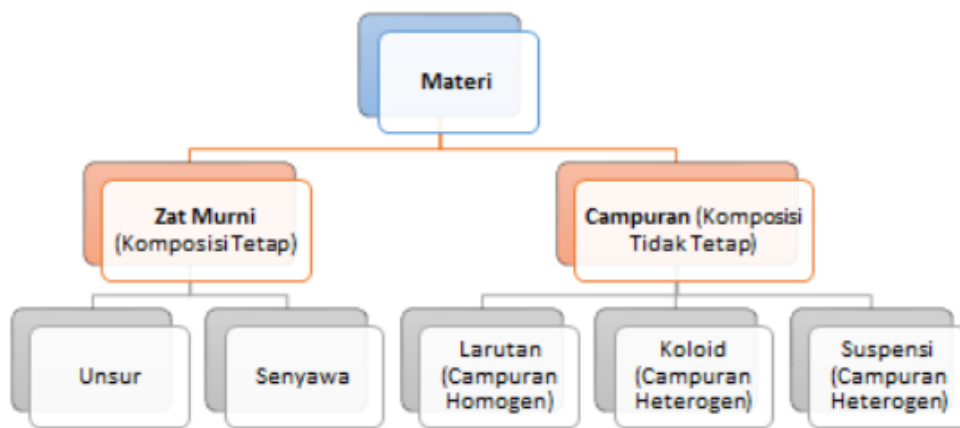 Materi
Zat Murni
(Komposisi Tetap)
Campuran (Komposisi
Tidak Tetap)
Unsur
Senyawa
Larutan
(Campuran
Homogen)
Koloid
(Campuran
Heterogen)
Suspensi
(Campuran
Heterogen)